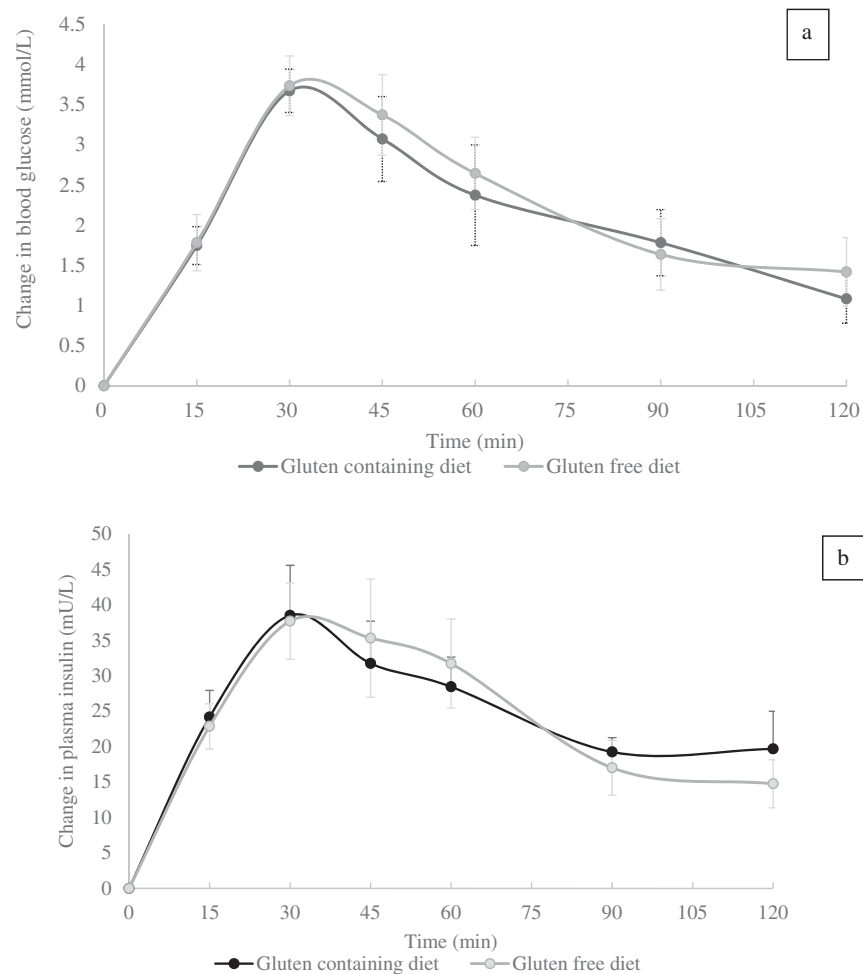 a
Change in blood glucose (mmol/L)
4.5
4
3.5
3
2.5
2
1.5
1
0.5
0
0 15 30 45 60 75 90 105 120
Time (min)
Gluten containing diet Gluten free diet
b
Change in plasma insulin (mU/L)
50
45
40
35
30
25
20
15
10
5
0
0 15 30 45 60 75 90 105 120
Time (min)
Gluten containing diet Gluten free diet